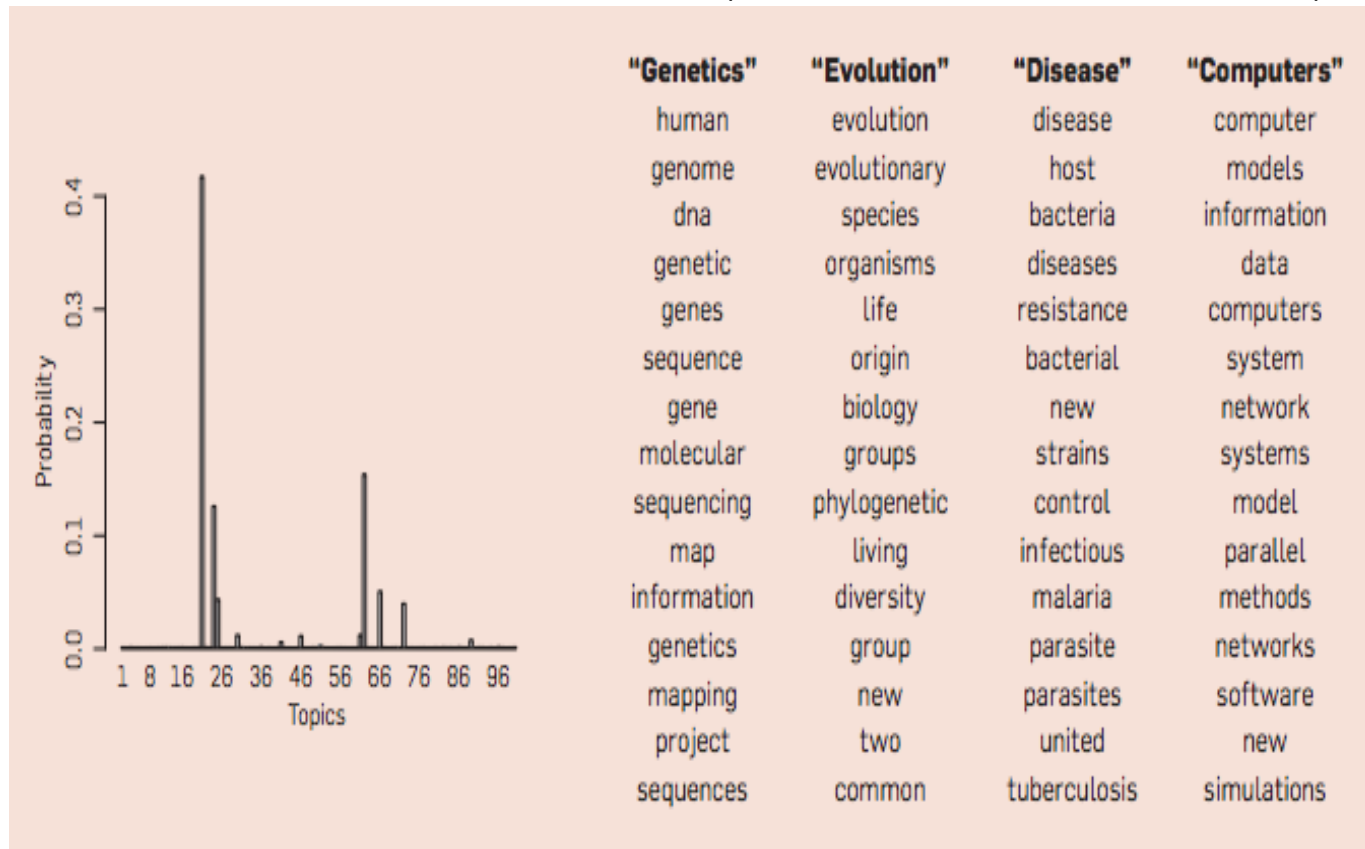 “Genetics” “Evolution” “Disease” “Computers”
human evolution disease computer
genome evolutionary host models
dna species bacteria information
genetic organisms diseases data
genes life resistance computers
sequence origin bacterial system
gene biology new network
molecular groups strains systems
sequencing phylogenetic control model
map living infectious parallel
information diversity malaria methods
genetics group parasite networks
mapping new parasites software
project two united new
sequences common tuberculosis simulations
Probability
0.4
0.3
0.2
0.1
0.0
1 8 16 26 36 46 56 66 76 86 96
Topics